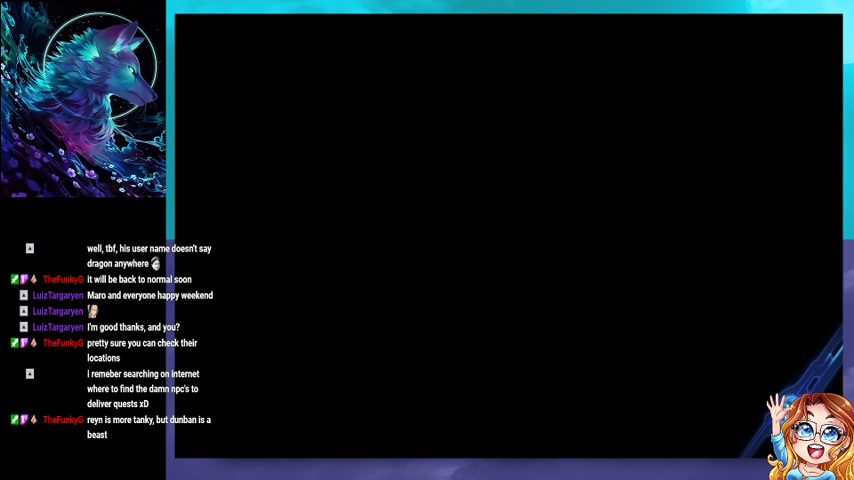 well, tbf, his user name doesn't say
dragon anywhere
TheFunkyG it will be back to normal soon
LuizTargaryen Maro and everyone happy weekend
LuizTargaryen
LuizTargaryen I'm good thanks, and you?
TheFunkyG pretty sure you can check their
locations
i remeber searching on internet
where to find the damn npc's to
deliver quests xD
TheFunkyG reyn is more tanky, but dunban is a
beast